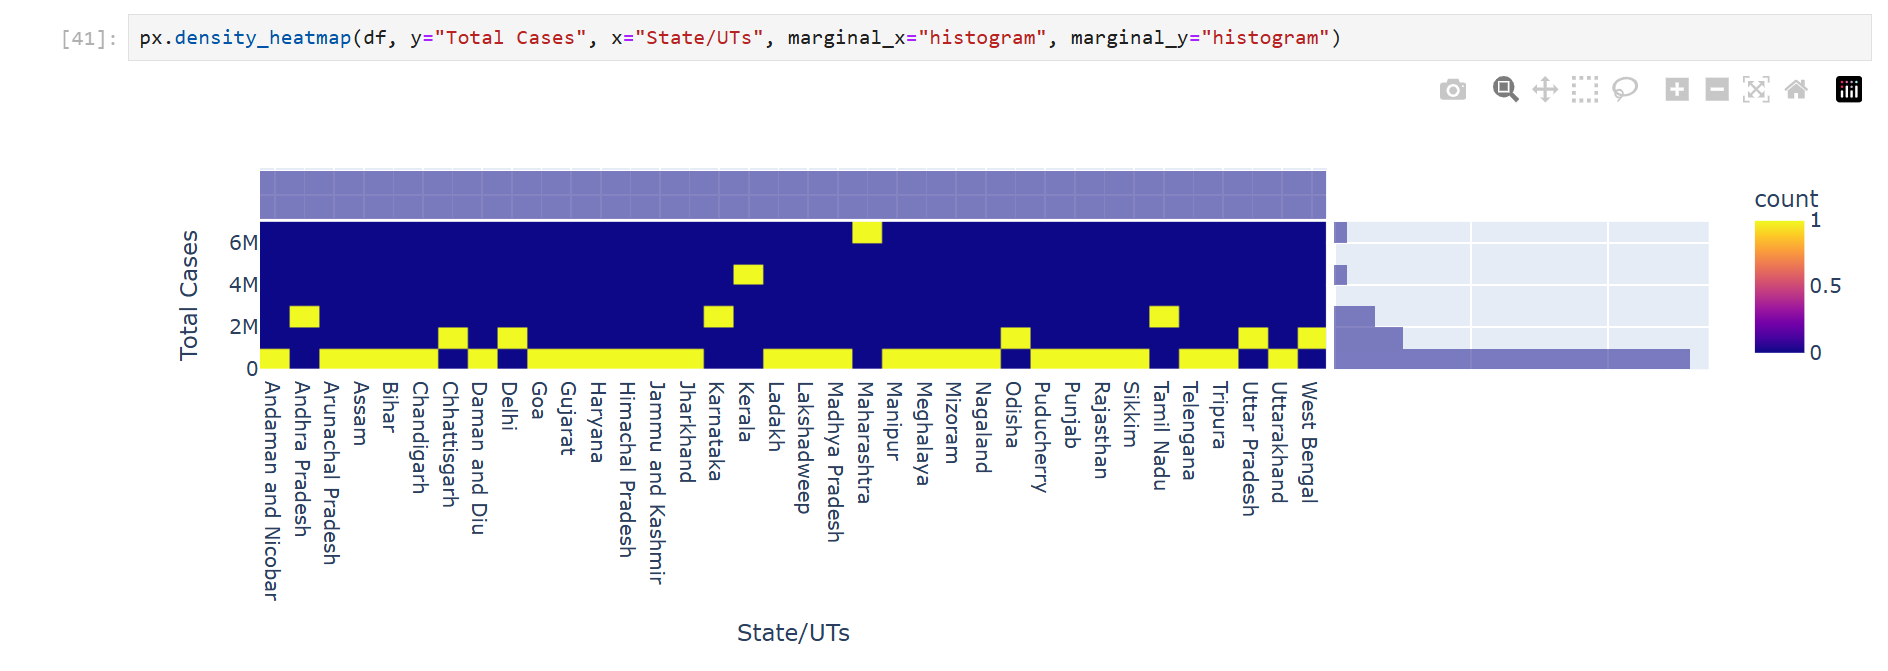 [41]: px.density_heatmap(df, y="Total Cases", x="State/UTs", marginal_x="histogram", marginal_y="histogram")
count
1
0.5
0
Total Cases
6M
4M
2M
0
Andaman and Nicobar
Andhra Pradesh
Arunachal Pradesh
Assam
Bihar
Chandigarh
Chhattisgarh
Daman and Diu
Delhi
Goa
Gujarat
Haryana
Himachal Pradesh
Jammu and Kashmir
Jharkhand
Karnataka
Kerala
Ladakh
Lakshadweep
Madhya Pradesh
Maharashtra
Manipur
Meghalaya
Mizoram
Nagaland
Odisha
Puducherry
Punjab
Rajasthan
Sikkim
Tamil Nadu
Telengana
Tripura
Uttar Pradesh
Uttarakhand
West Bengal
State/UTs